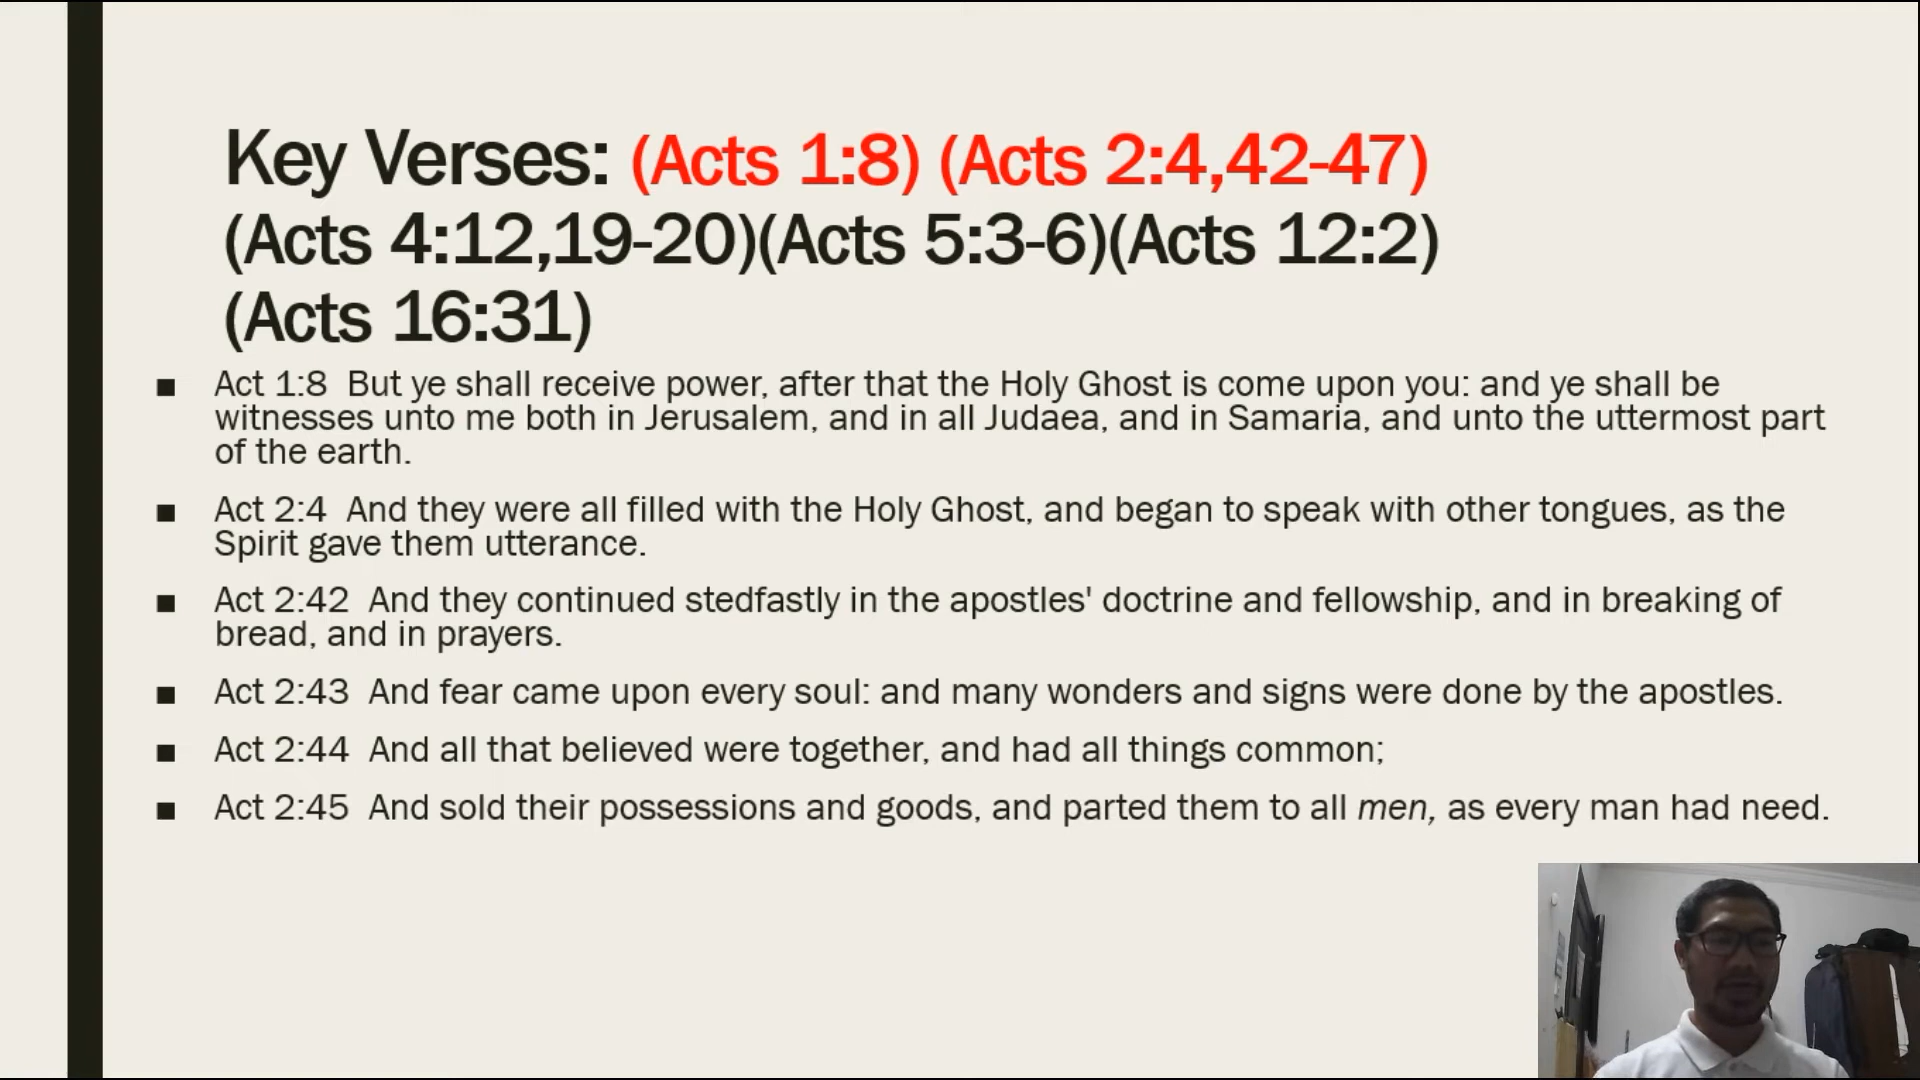 Key Verses: (Acts 1:8) (Acts 2:4,42-47)
(Acts 4:12,19-20)(Acts 5:3-6)(Acts 12:2)
(Acts 16:31)
■ Act 1:8 But ye shall receive power, after that the Holy Ghost is come upon you: and ye shall be
witnesses unto me both in Jerusalem, and in all Judaea, and in Samaria, and unto the uttermost part
of the earth.
■ Act 2:4 And they were all filled with the Holy Ghost, and began to speak with other tongues, as the
Spirit gave them utterance.
■ Act 2:42 And they continued stedfastly in the apostles' doctrine and fellowship, and in breaking of
bread, and in prayers.
■ Act 2:43 And fear came upon every soul: and many wonders and signs were done by the apostles.
■ Act 2:44 And all that believed were together, and had all things common;
■ Act 2:45 And sold their possessions and goods, and parted them to all men, as every man had need.